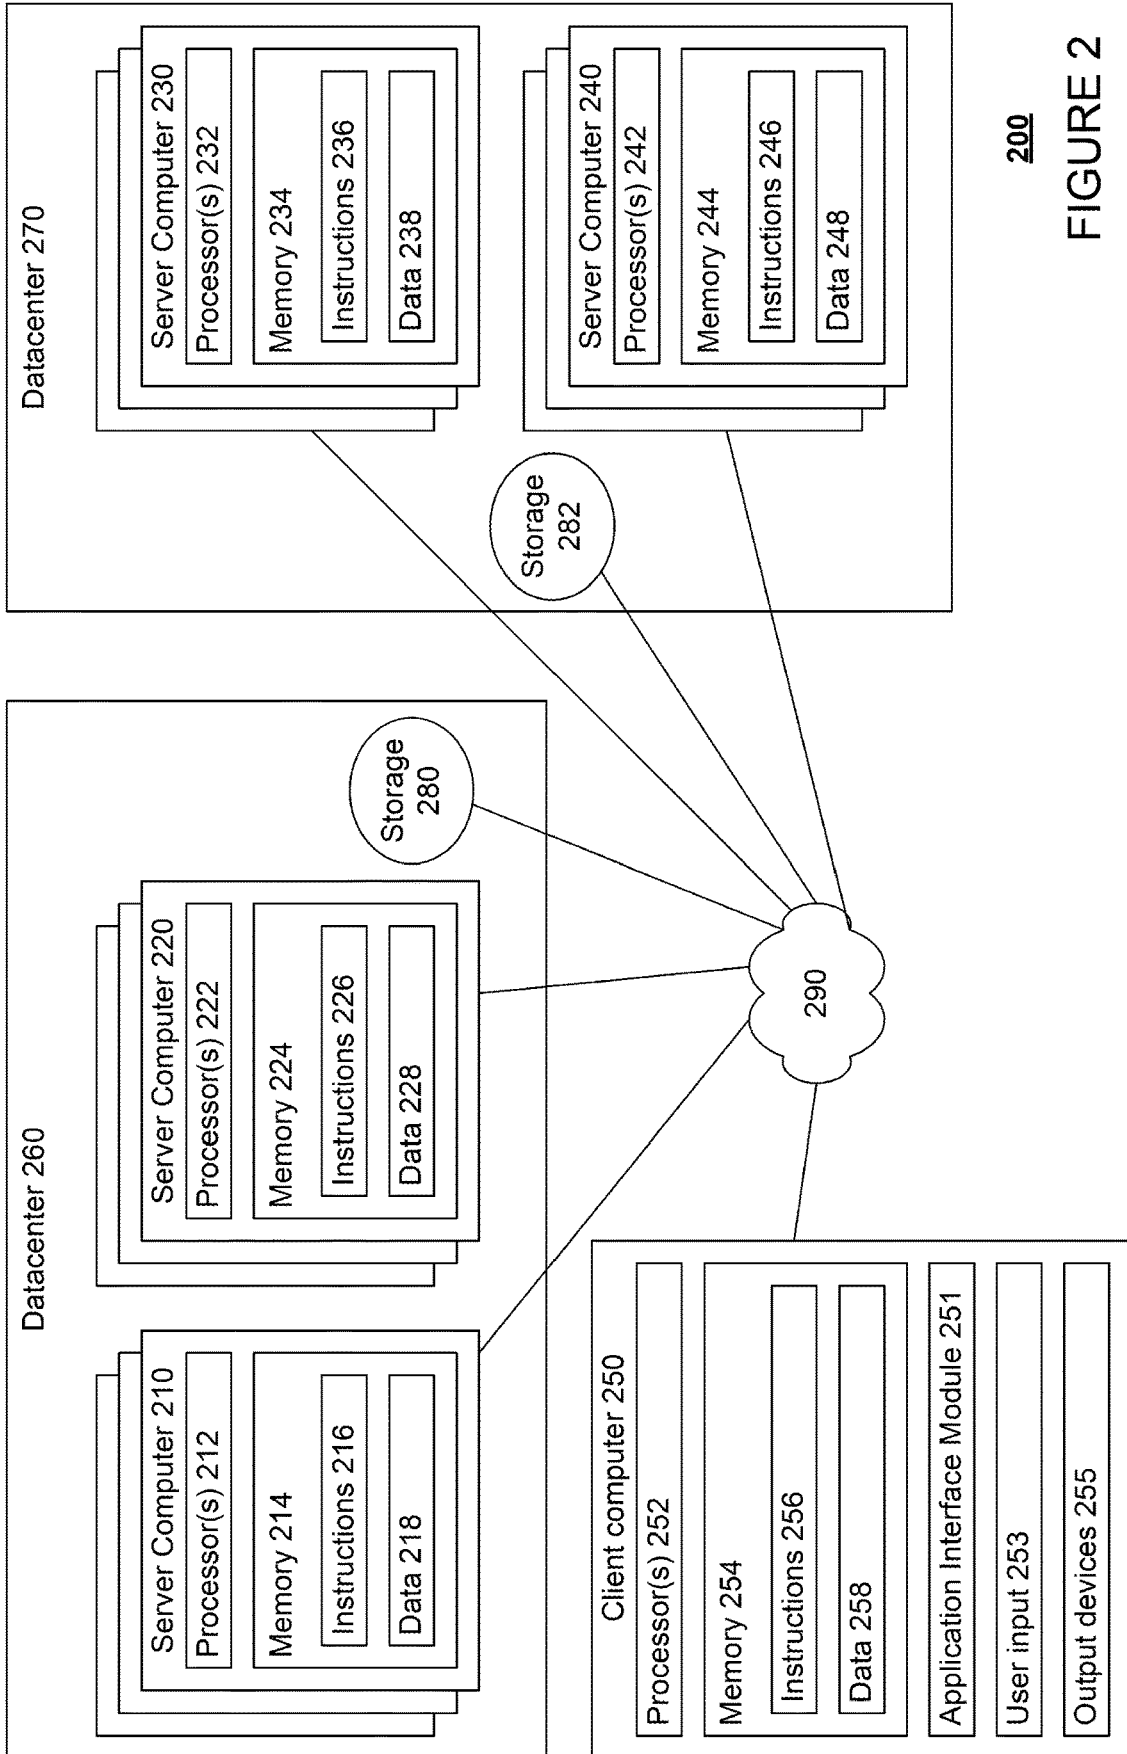 Datacenter 260
Server Computer 210
Processor(s) 212
Memory 214
Instructions 216
Data 218
Server Computer 220
Processor(s) 222
Memory 224
Instructions 226
Data 228
Storage
280
Datacenter 270
Server Computer 230
Processor(s) 232
Memory 234
Instructions 236
Data 238
Storage
282
Server Computer 240
Processor(s) 242
Memory 244
Instructions 246
Data 248
Client computer 250
Processor(s) 252
Memory 254
Instructions 256
Data 258
Application Interface Module 251
User input 253
Output devices 255
290
200
FIGURE 2